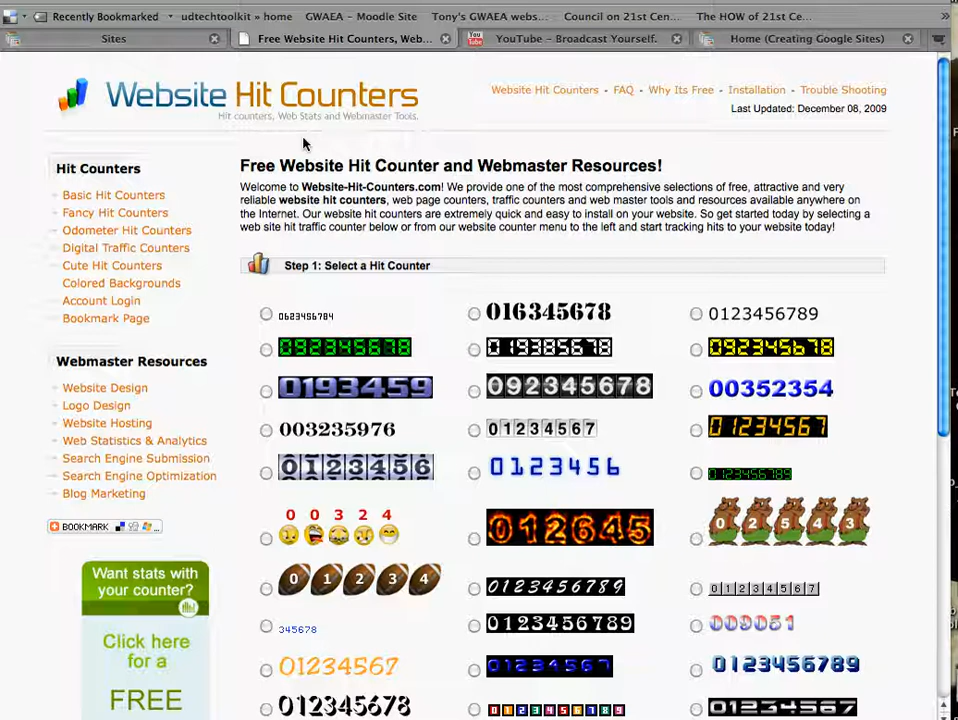 Recently Bookmarked udtechtoolkit » home GWAEA – Moodle Site Tony's GWAEA webs... Council on 21st Cen... The HOW of 21st Ce... »
Sites Free Website Hit Counters, Web... YouTube – Broadcast Yourself. Home (Creating Google Sites)
Website Hit Counters
Hit counters, Web Stats and Webmaster Tools.
Website Hit Counters - FAQ - Why Its Free - Installation - Trouble Shooting
Last Updated: December 08, 2009
Hit Counters
Basic Hit Counters
Fancy Hit Counters
Odometer Hit Counters
Digital Traffic Counters
Cute Hit Counters
Colored Backgrounds
Account Login
Bookmark Page
Webmaster Resources
Website Design
Logo Design
Website Hosting
Web Statistics & Analytics
Search Engine Submission
Search Engine Optimization
Blog Marketing
BOOKMARK
Want stats with
your counter?
Click here
for a
FREE
Free Website Hit Counter and Webmaster Resources!
Welcome to Website-Hit-Counters.com! We provide one of the most comprehensive selections of free, attractive and very
reliable website hit counters, web page counters, traffic counters and web master tools and resources available anywhere on
the Internet. Our website hit counters are extremely quick and easy to install on your website. So get started today by selecting a
web site hit traffic counter below or from our website counter menu to the left and start tracking hits to your website today!
Step 1: Select a Hit Counter
0623456784 016345678 0123456789
092345678 019385678 092345678
0193459 092345678 00352354
003235976 01234567 01234567
0123456 0123456 0123456789
00324 012645 02543
01234 0123456789 01234567
345678 0123456789 009051
01234567 01234567 0123456789
012345678 0123456789 01234567